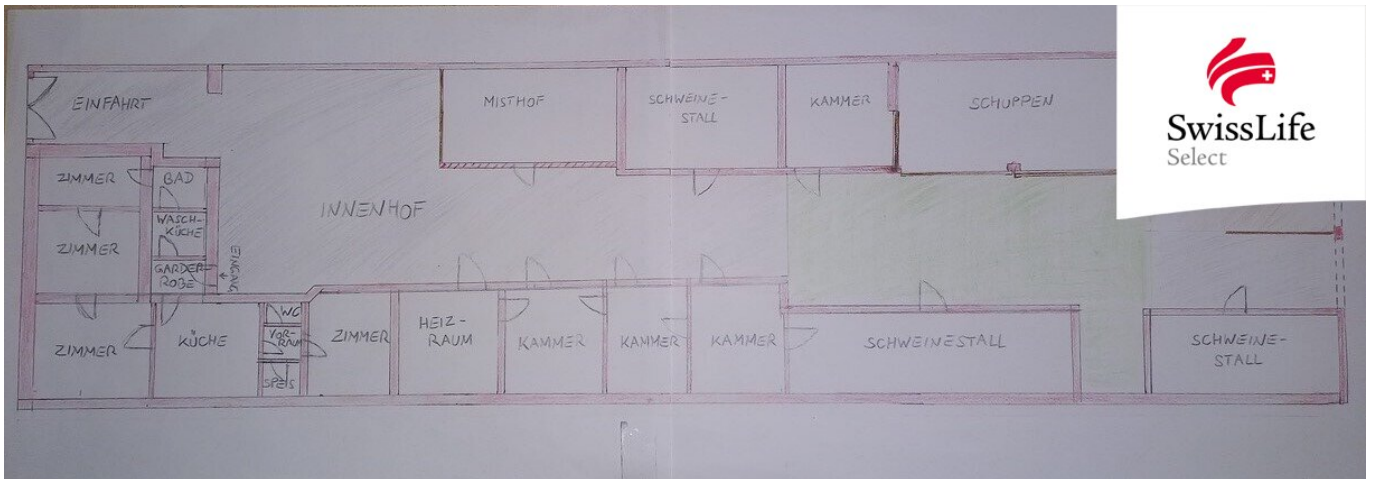 EINFAHRT
MISTHOF
SCHWEINE-
STALL
KAMMER
SCHUPPEN
SwissLife
Select
ZIMMER
BAD
WASCH-
KÜCHE
ZIMMER
GARDE-
ROBE
EINGANG
INNENHOF
ZIMMER
KÜCHE
WC
VOR-
RAUM
SPEIS
ZIMMER
HEIZ-
RAUM
KAMMER
KAMMER
KAMMER
SCHWEINESTALL
SCHWEINE-
STALL